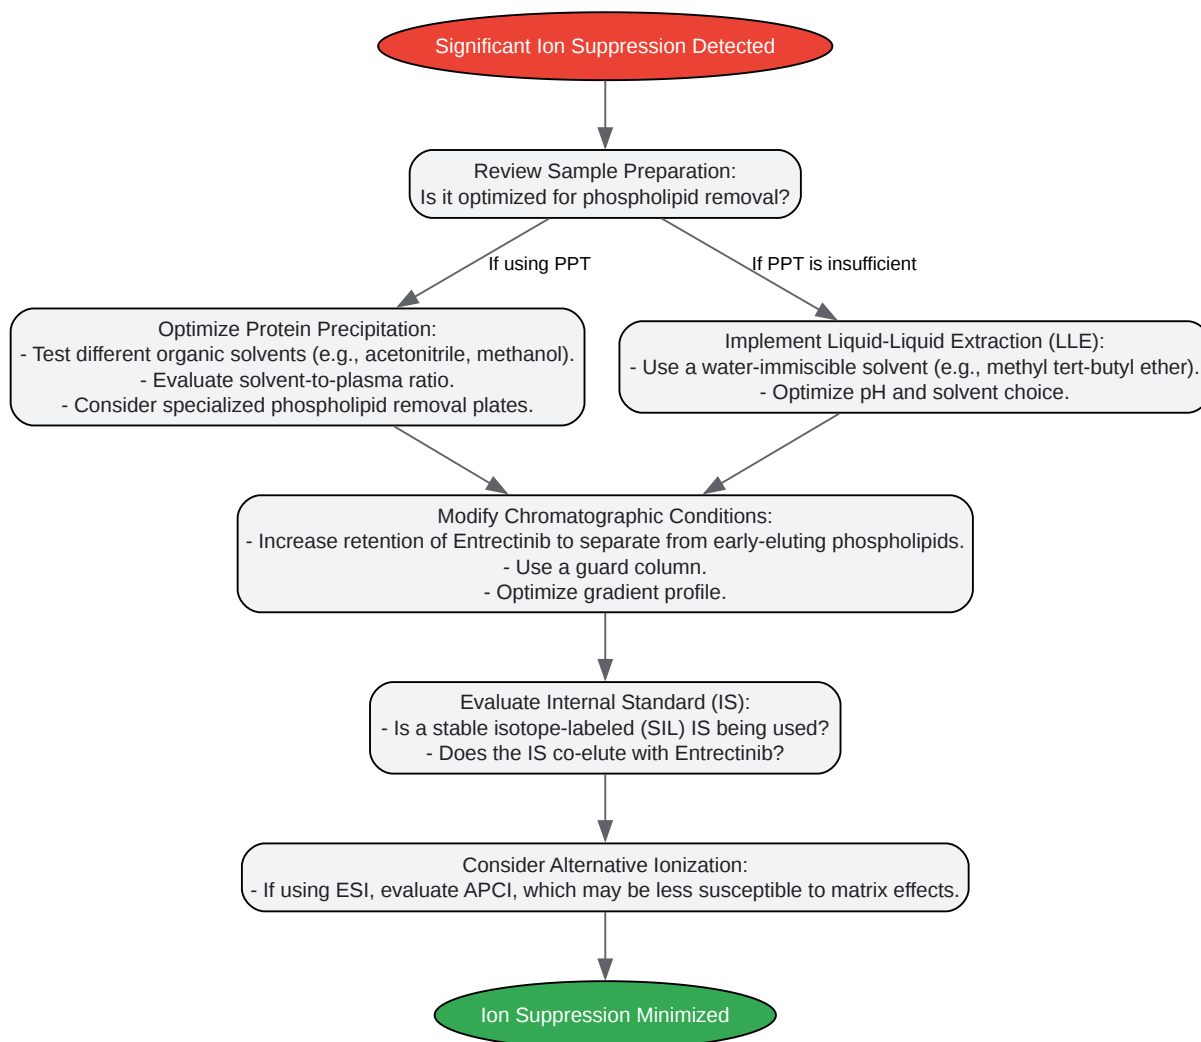 Significant Ion Suppression Detected
Review Sample Preparation:
Is it optimized for phospholipid removal?
If using PPT
If PPT is insufficient
Optimize Protein Precipitation:
- Test different organic solvents (e.g., acetonitrile, methanol).
- Evaluate solvent-to-plasma ratio.
- Consider specialized phospholipid removal plates.
Implement Liquid-Liquid Extraction (LLE):
- Use a water-immiscible solvent (e.g., methyl tert-butyl ether).
- Optimize pH and solvent choice.
Modify Chromatographic Conditions:
- Increase retention of Entrectinib to separate from early-eluting phospholipids.
- Use a guard column.
- Optimize gradient profile.
Evaluate Internal Standard (IS):
- Is a stable isotope-labeled (SIL) IS being used?
- Does the IS co-elute with Entrectinib?
Consider Alternative Ionization:
- If using ESI, evaluate APCI, which may be less susceptible to matrix effects.
Ion Suppression Minimized